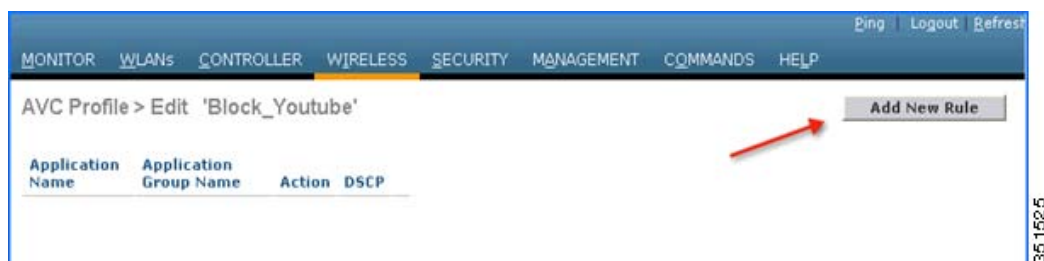 Ping | Logout | Refresh
MONITOR WLANs CONTROLLER WIRELESS SECURITY MANAGEMENT COMMANDS HELP
AVC Profile > Edit 'Block_Youtube'
Add New Rule
Application Name
Application Group Name
Action
DSCP
351525